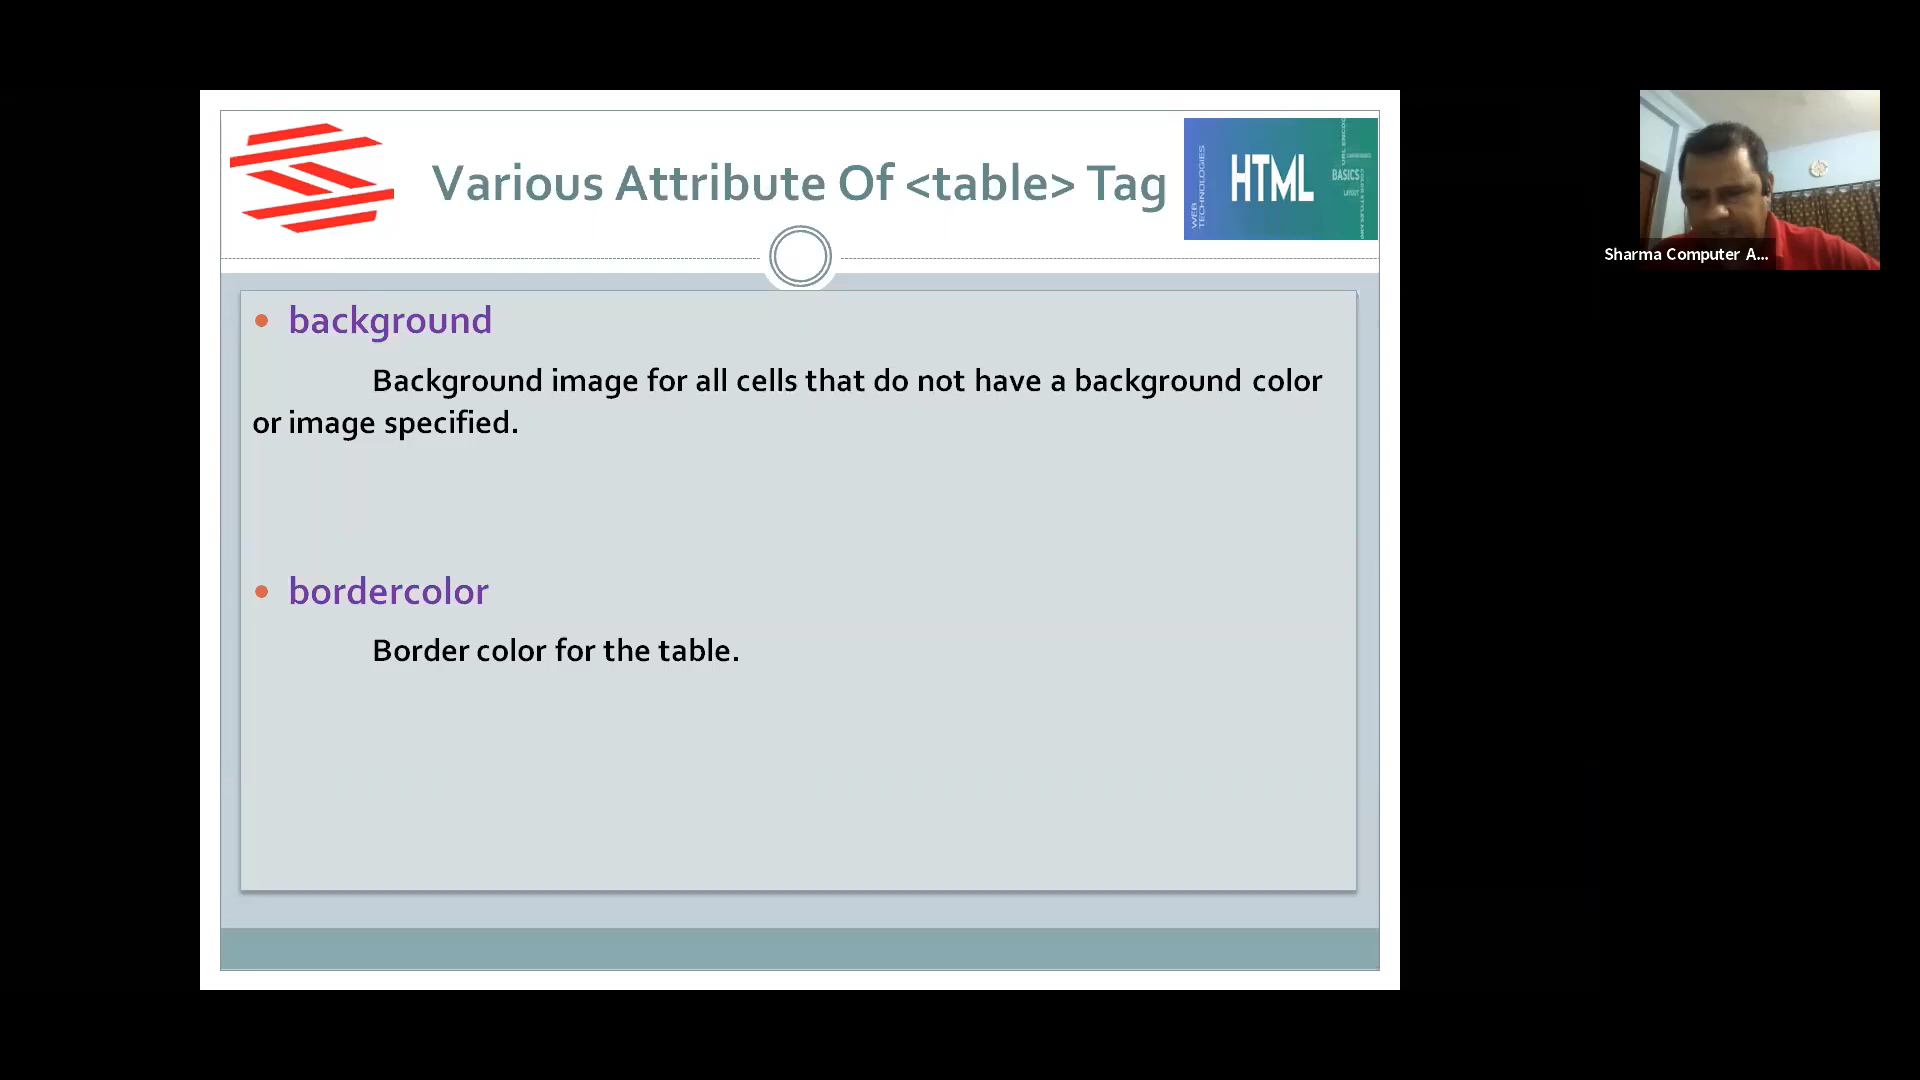 Various Attribute Of <table> Tag
WEB
TECHNOLOGIES
HTML
BASICS
LAYOUT
Sharma Computer A...
• background
Background image for all cells that do not have a background color
or image specified.
• bordercolor
Border color for the table.